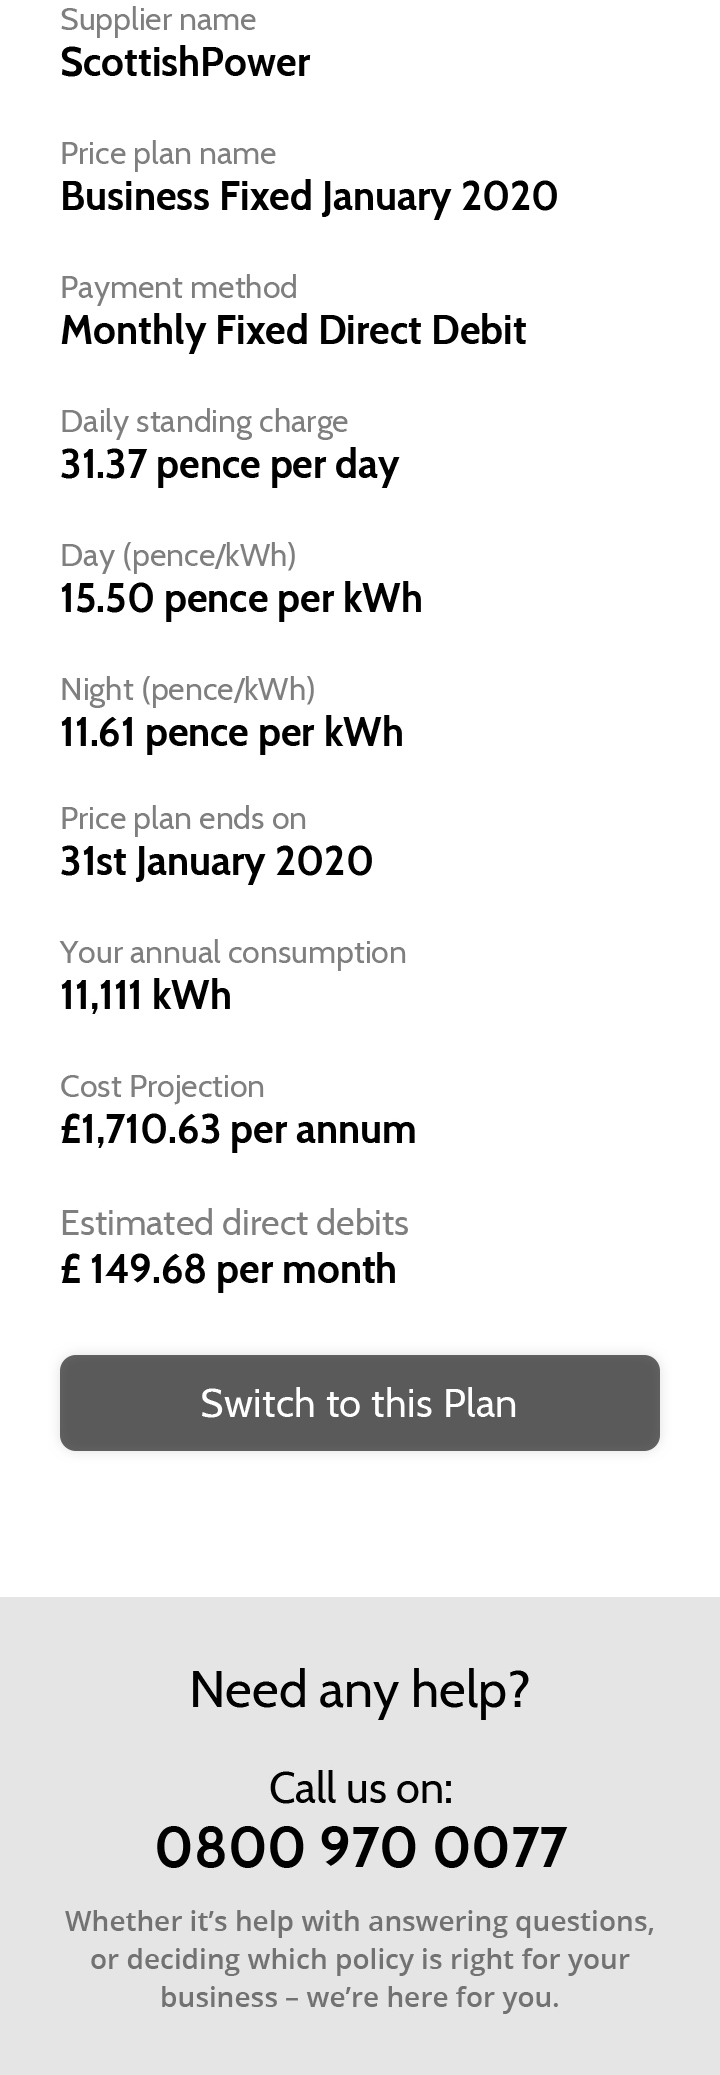 Supplier name
ScottishPower
Price plan name
Business Fixed January 2020
Payment method
Monthly Fixed Direct Debit
Daily standing charge
31.37 pence per day
Day (pence/kWh)
15.50 pence per kWh
Night (pence/kWh)
11.61 pence per kWh
Price plan ends on
31st January 2020
Your annual consumption
11,111 kWh
Cost Projection
£1,710.63 per annum
Estimated direct debits
£ 149.68 per month
Switch to this Plan
Need any help?
Call us on:
0800 970 0077
Whether it’s help with answering questions,
or deciding which policy is right for your
business – we’re here for you.